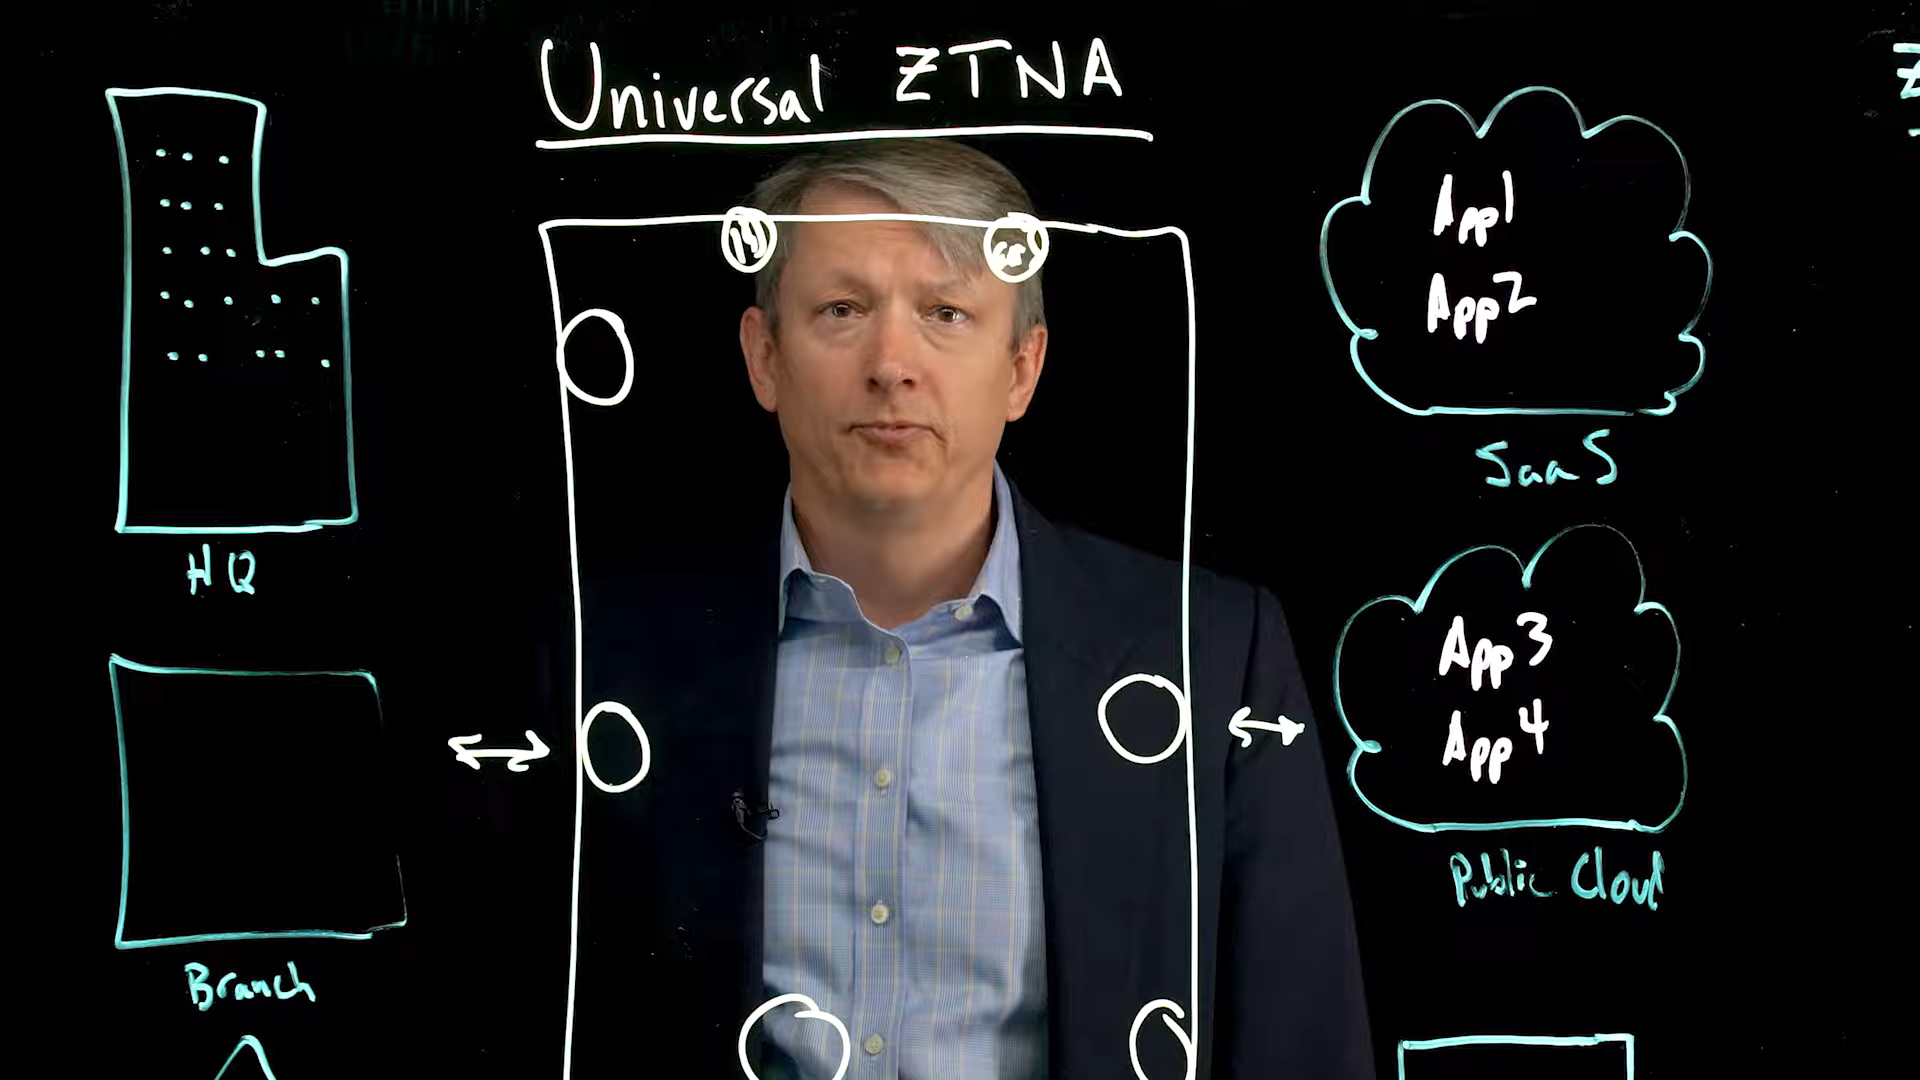 Universal ZTNA
App1
App2
SaaS
HQ
App3
App4
Public Cloud
Branch